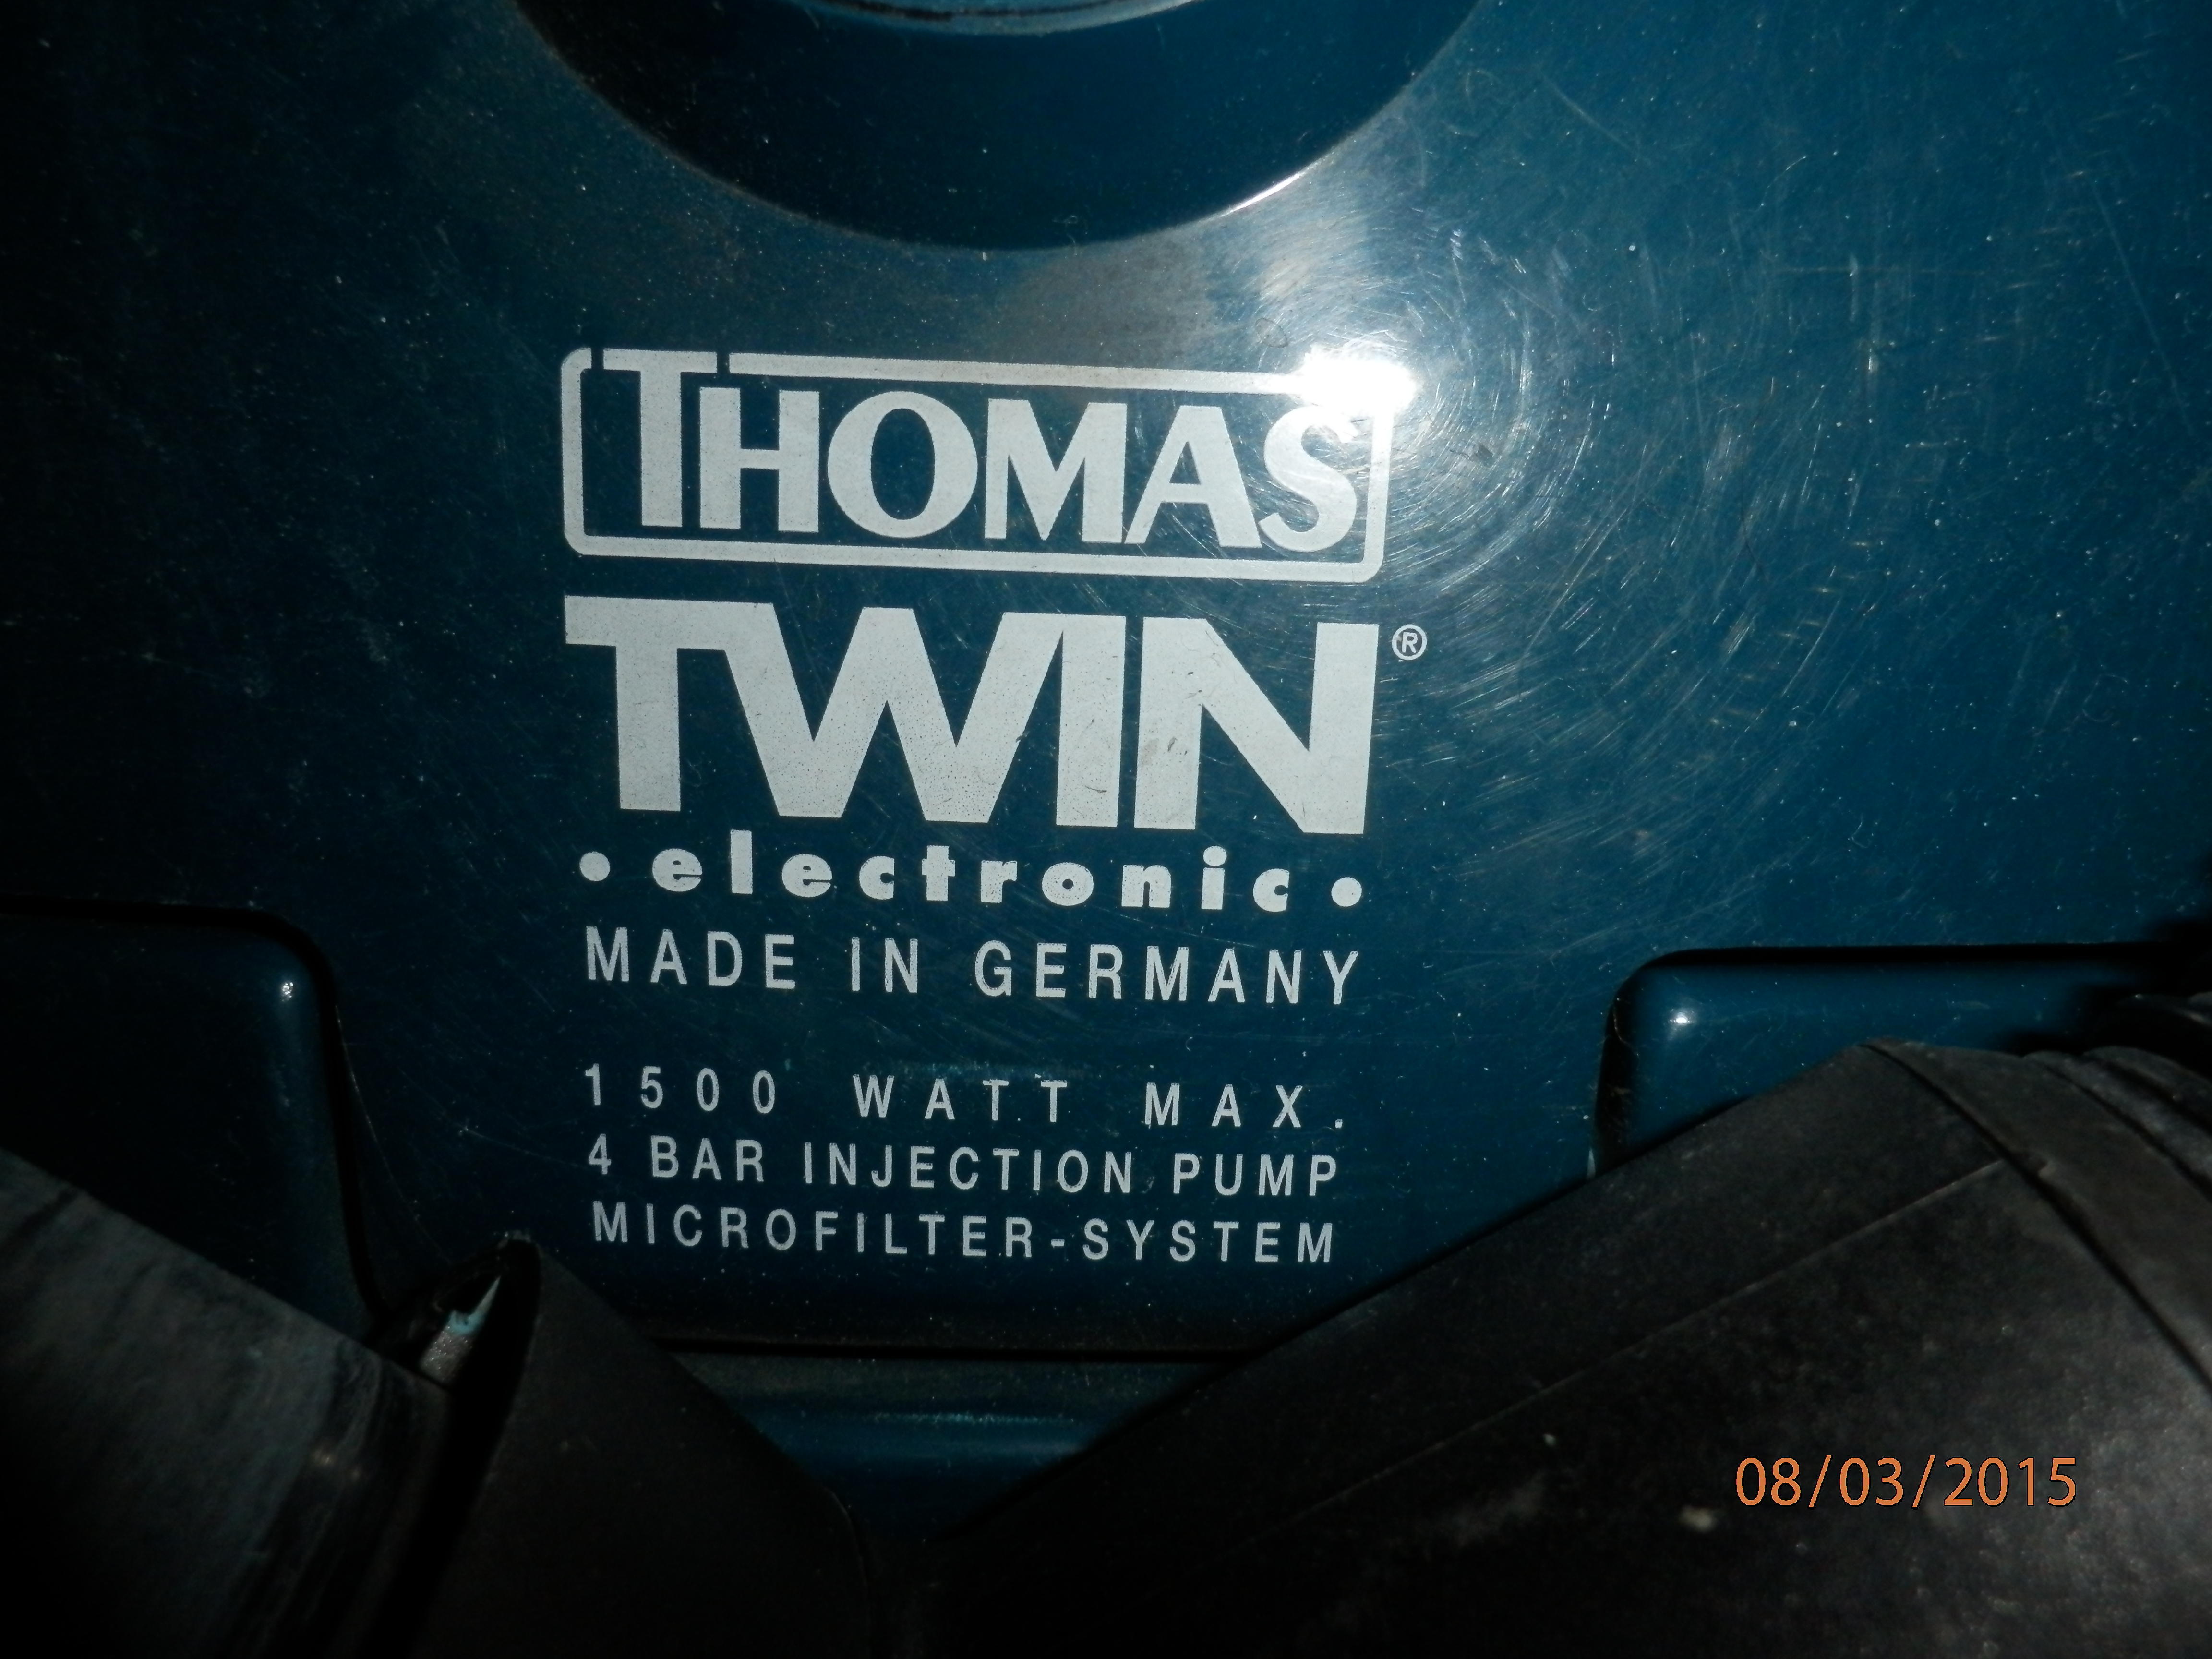 THOMAS
TWIN®
• electronic •
MADE IN GERMANY
1500 WATT MAX.
4 BAR INJECTION PUMP
MICROFILTER-SYSTEM
08/03/2015